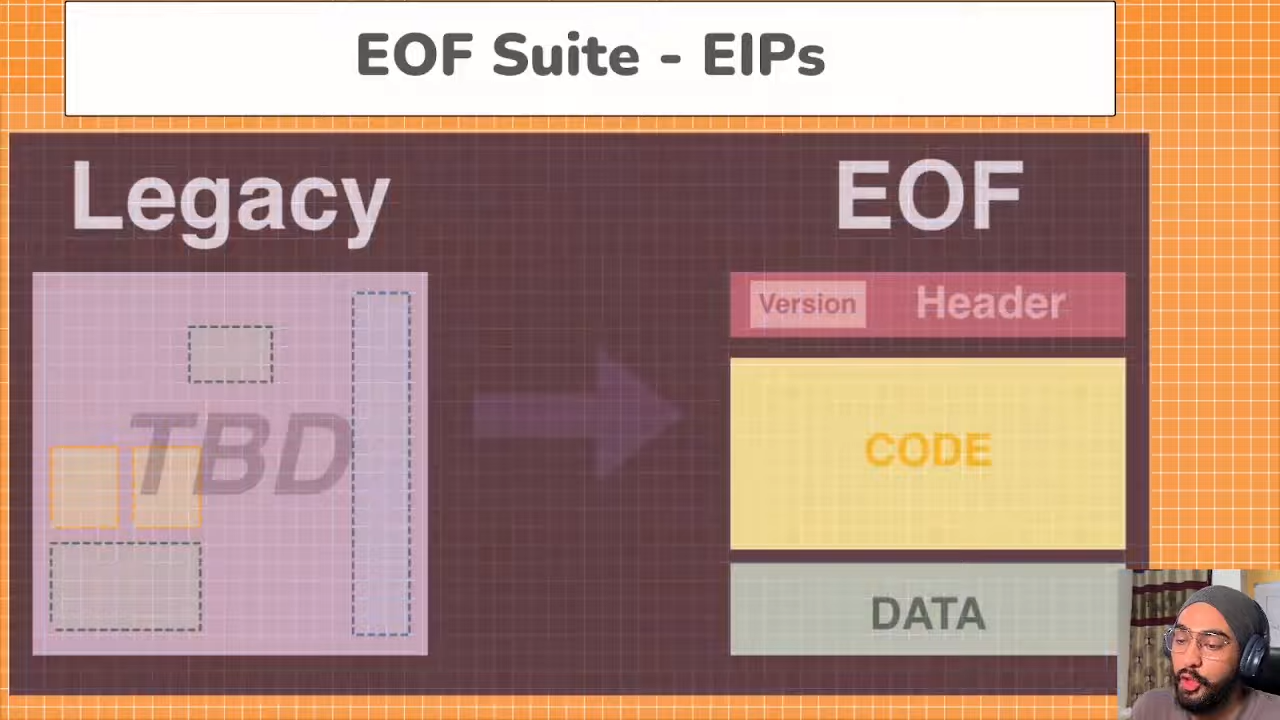 EOF Suite - EIPs
Legacy
EOF
Version
Header
TBD
CODE
DATA